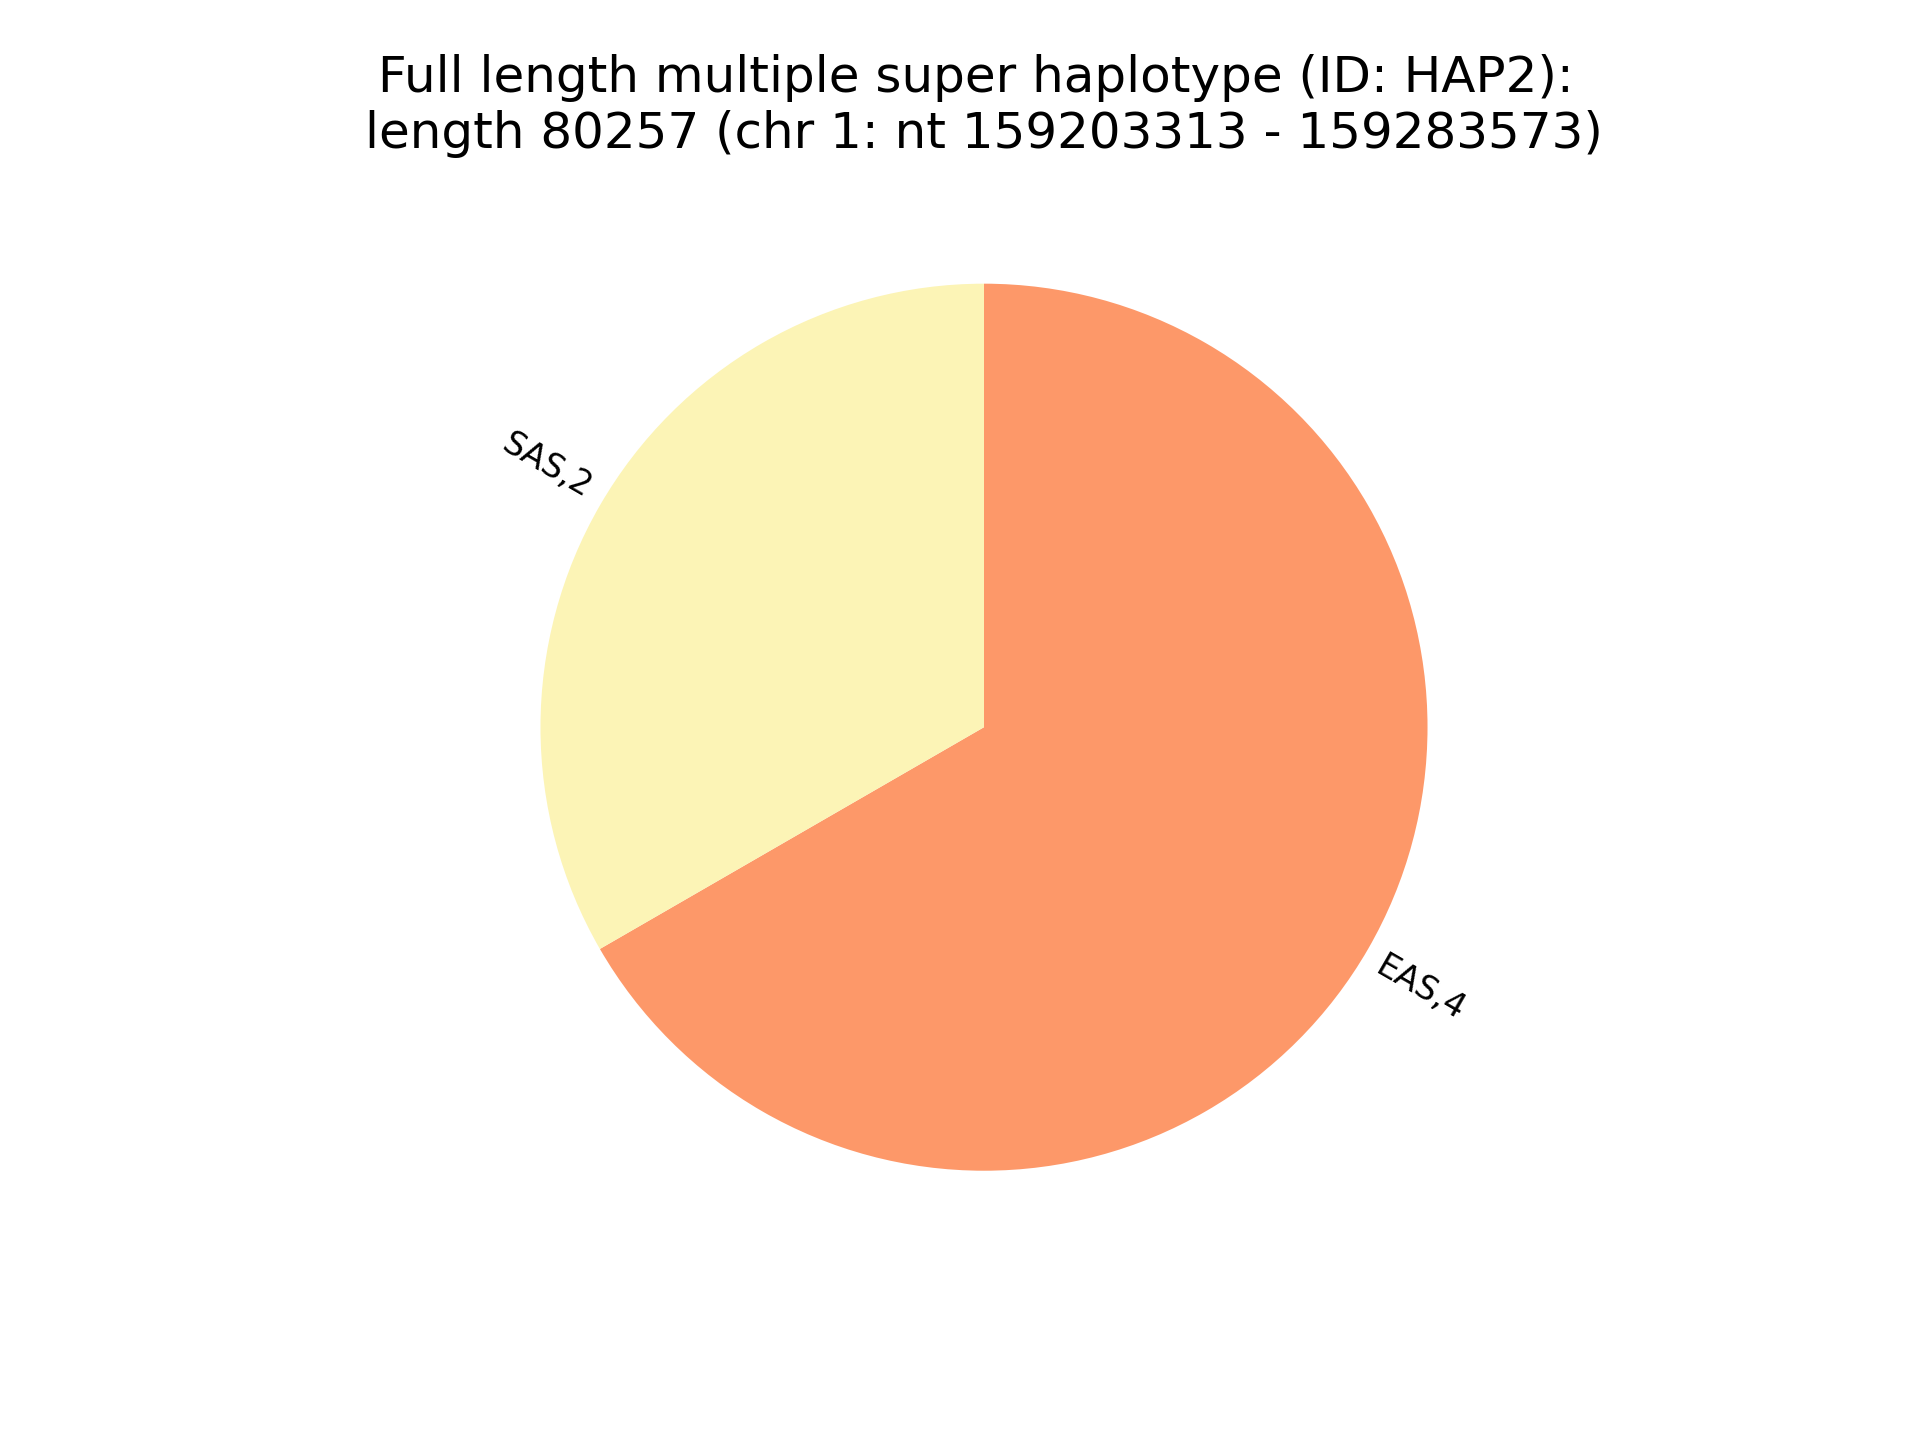 Full length multiple super haplotype (ID: HAP2):
length 80257 (chr 1: nt 159203313 - 159283573)
SAS,2
EAS,4